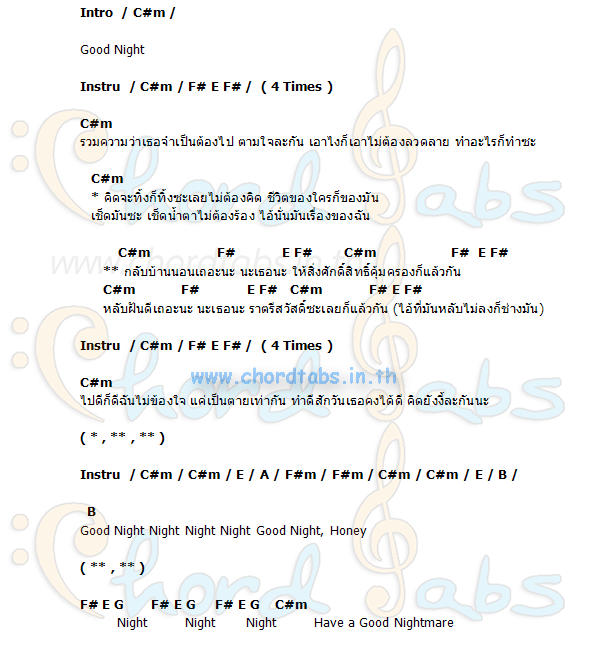 Intro / C#m /
Good Night
Instru / C#m / F# E F# / ( 4 Times )
C#m
รวมความว่าเธอจำเป็นต้องไป ตามใจละกัน เอาไงก็เอาไม่ต้องลวดลาย ทำอะไรก็ทำซะ
C#m
* คิดจะทิ้งก็ทิ้งซะเลยไม่ต้องคิด ชีวิตของใครก็ของมัน
เช็ดมันซะ เช็ดน้ำตาไม่ต้องร้อง ไอ้นั่นมันเรื่องของฉัน
C#m F# E F# C#m F# E F#
** กลับบ้านนอนเถอะนะ นะเธอนะ ให้สิ่งศักดิ์สิทธิ์คุ้มครองก็แล้วกัน
C#m F# E F# C#m F# E F#
หลับฝันดีเถอะนะ นะเธอนะ ราตรีสวัสดิ์ซะเลยก็แล้วกัน (ไอ้ที่มันหลับไม่ลงก็ช่างมัน)
Instru / C#m / F# E F# / ( 4 Times )
C#m
www.chordtabs.in.th
ไปดีก็ดีฉันไม่ข้องใจ แค่เป็นตายเท่ากัน ทำดีสักวันเธอคงได้ดี คิดยังงี้ละกันนะ
( * , ** , ** )
Instru / C#m / C#m / E / A / F#m / F#m / C#m / C#m / E / B /
B
Good Night Night Night Night Good Night, Honey
( ** , ** )
F# E G F# E G F# E G C#m
Night Night Night Have a Good Nightmare